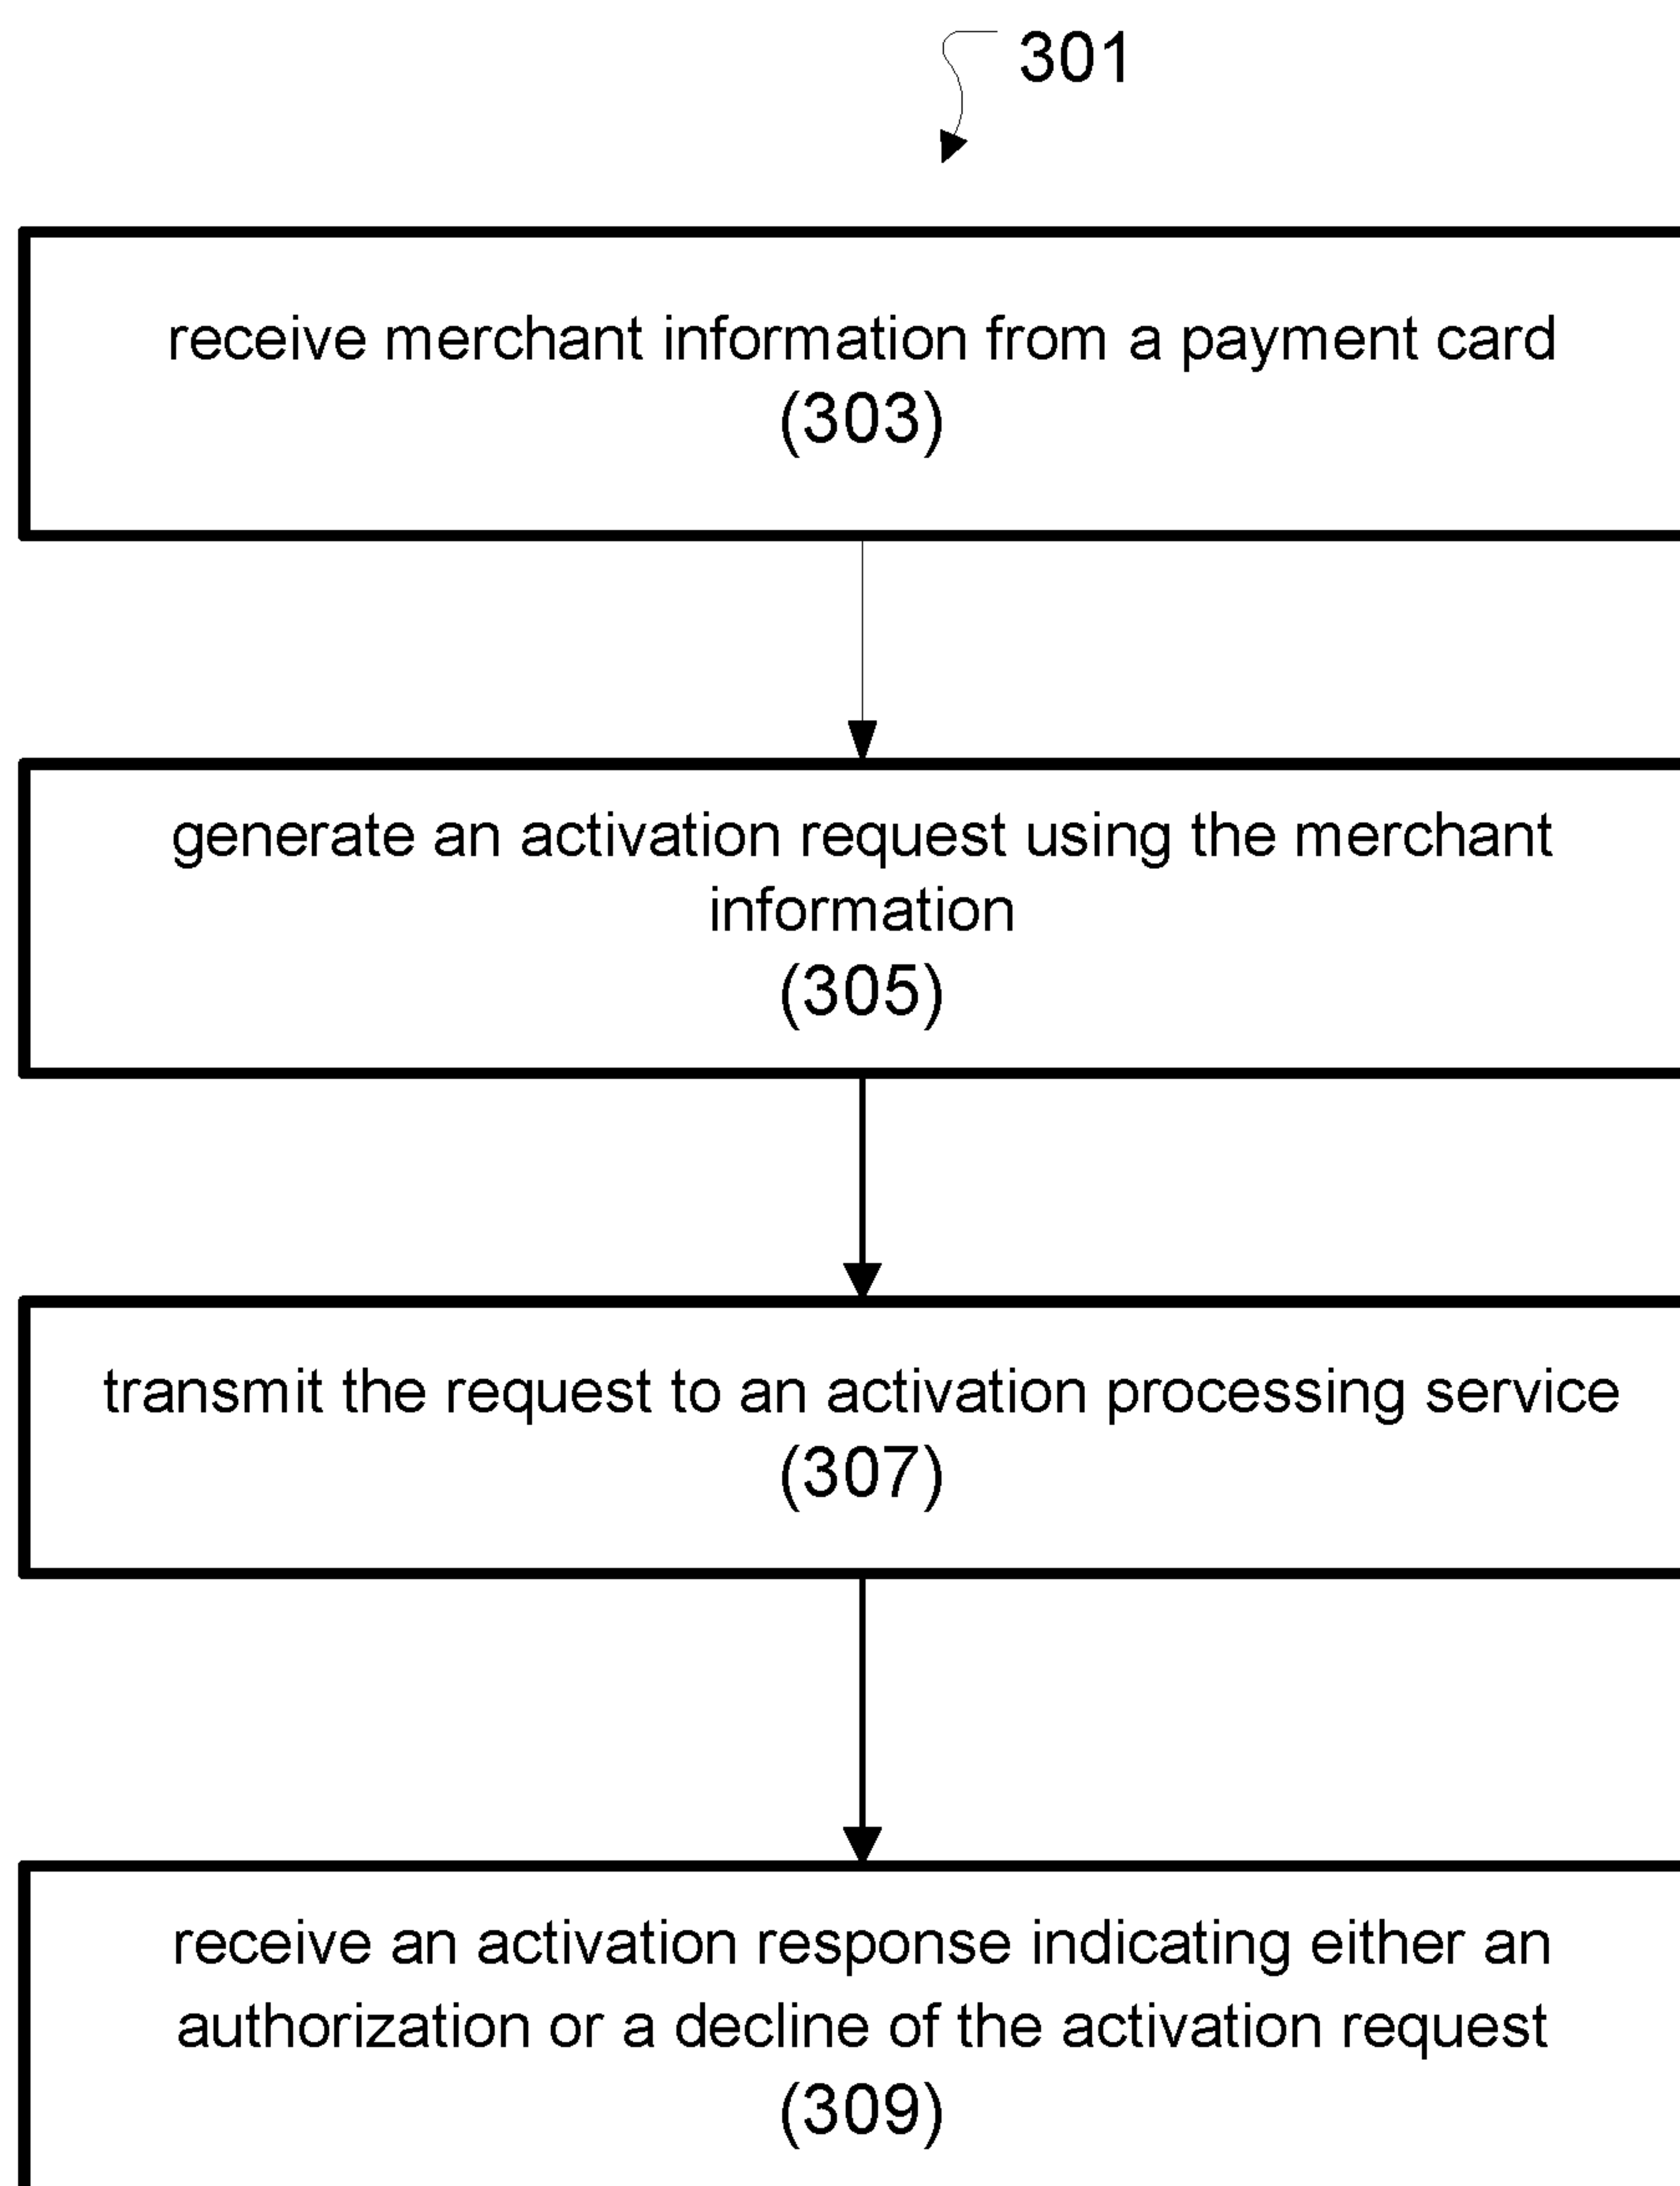 301
receive merchant information from a payment card
(303)
generate an activation request using the merchant
information
(305)
transmit the request to an activation processing service
(307)
receive an activation response indicating either an
authorization or a decline of the activation request
(309)